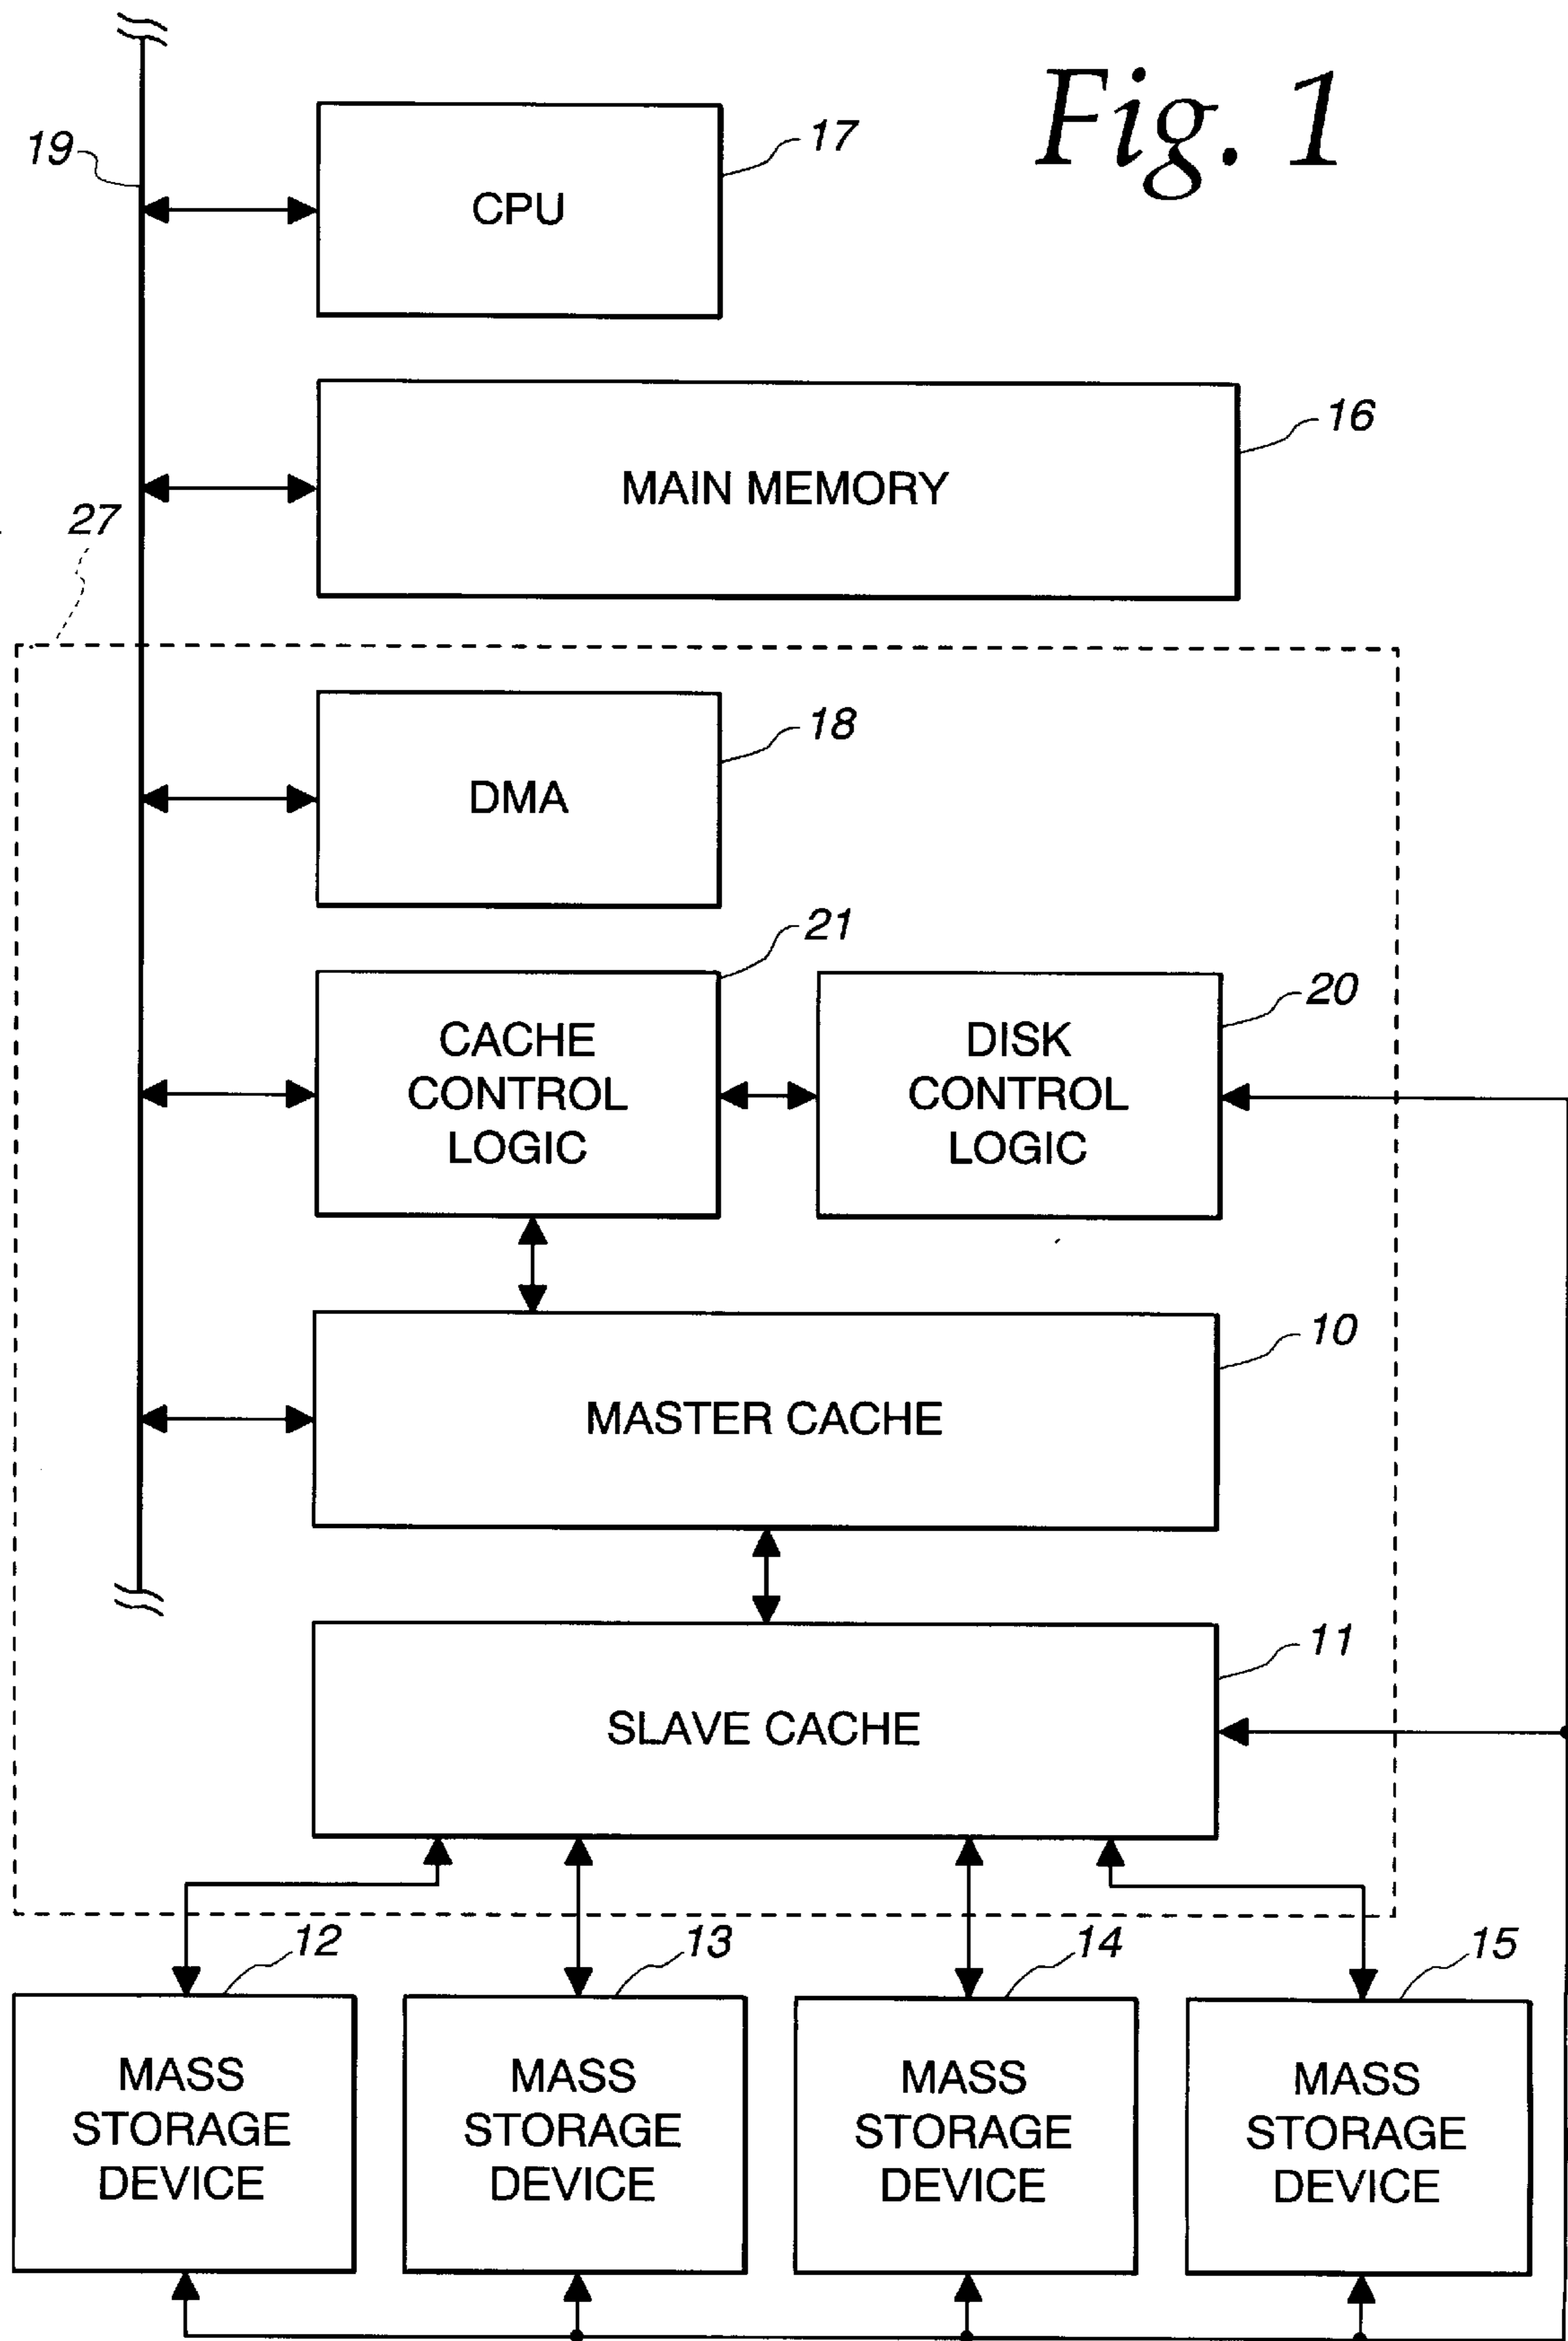 Fig. 1
19
17
CPU
16
MAIN MEMORY
27
18
DMA
21
20
CACHE
CONTROL
LOGIC
DISK
CONTROL
LOGIC
10
MASTER CACHE
11
SLAVE CACHE
12
13
14
15
MASS
STORAGE
DEVICE
MASS
STORAGE
DEVICE
MASS
STORAGE
DEVICE
MASS
STORAGE
DEVICE